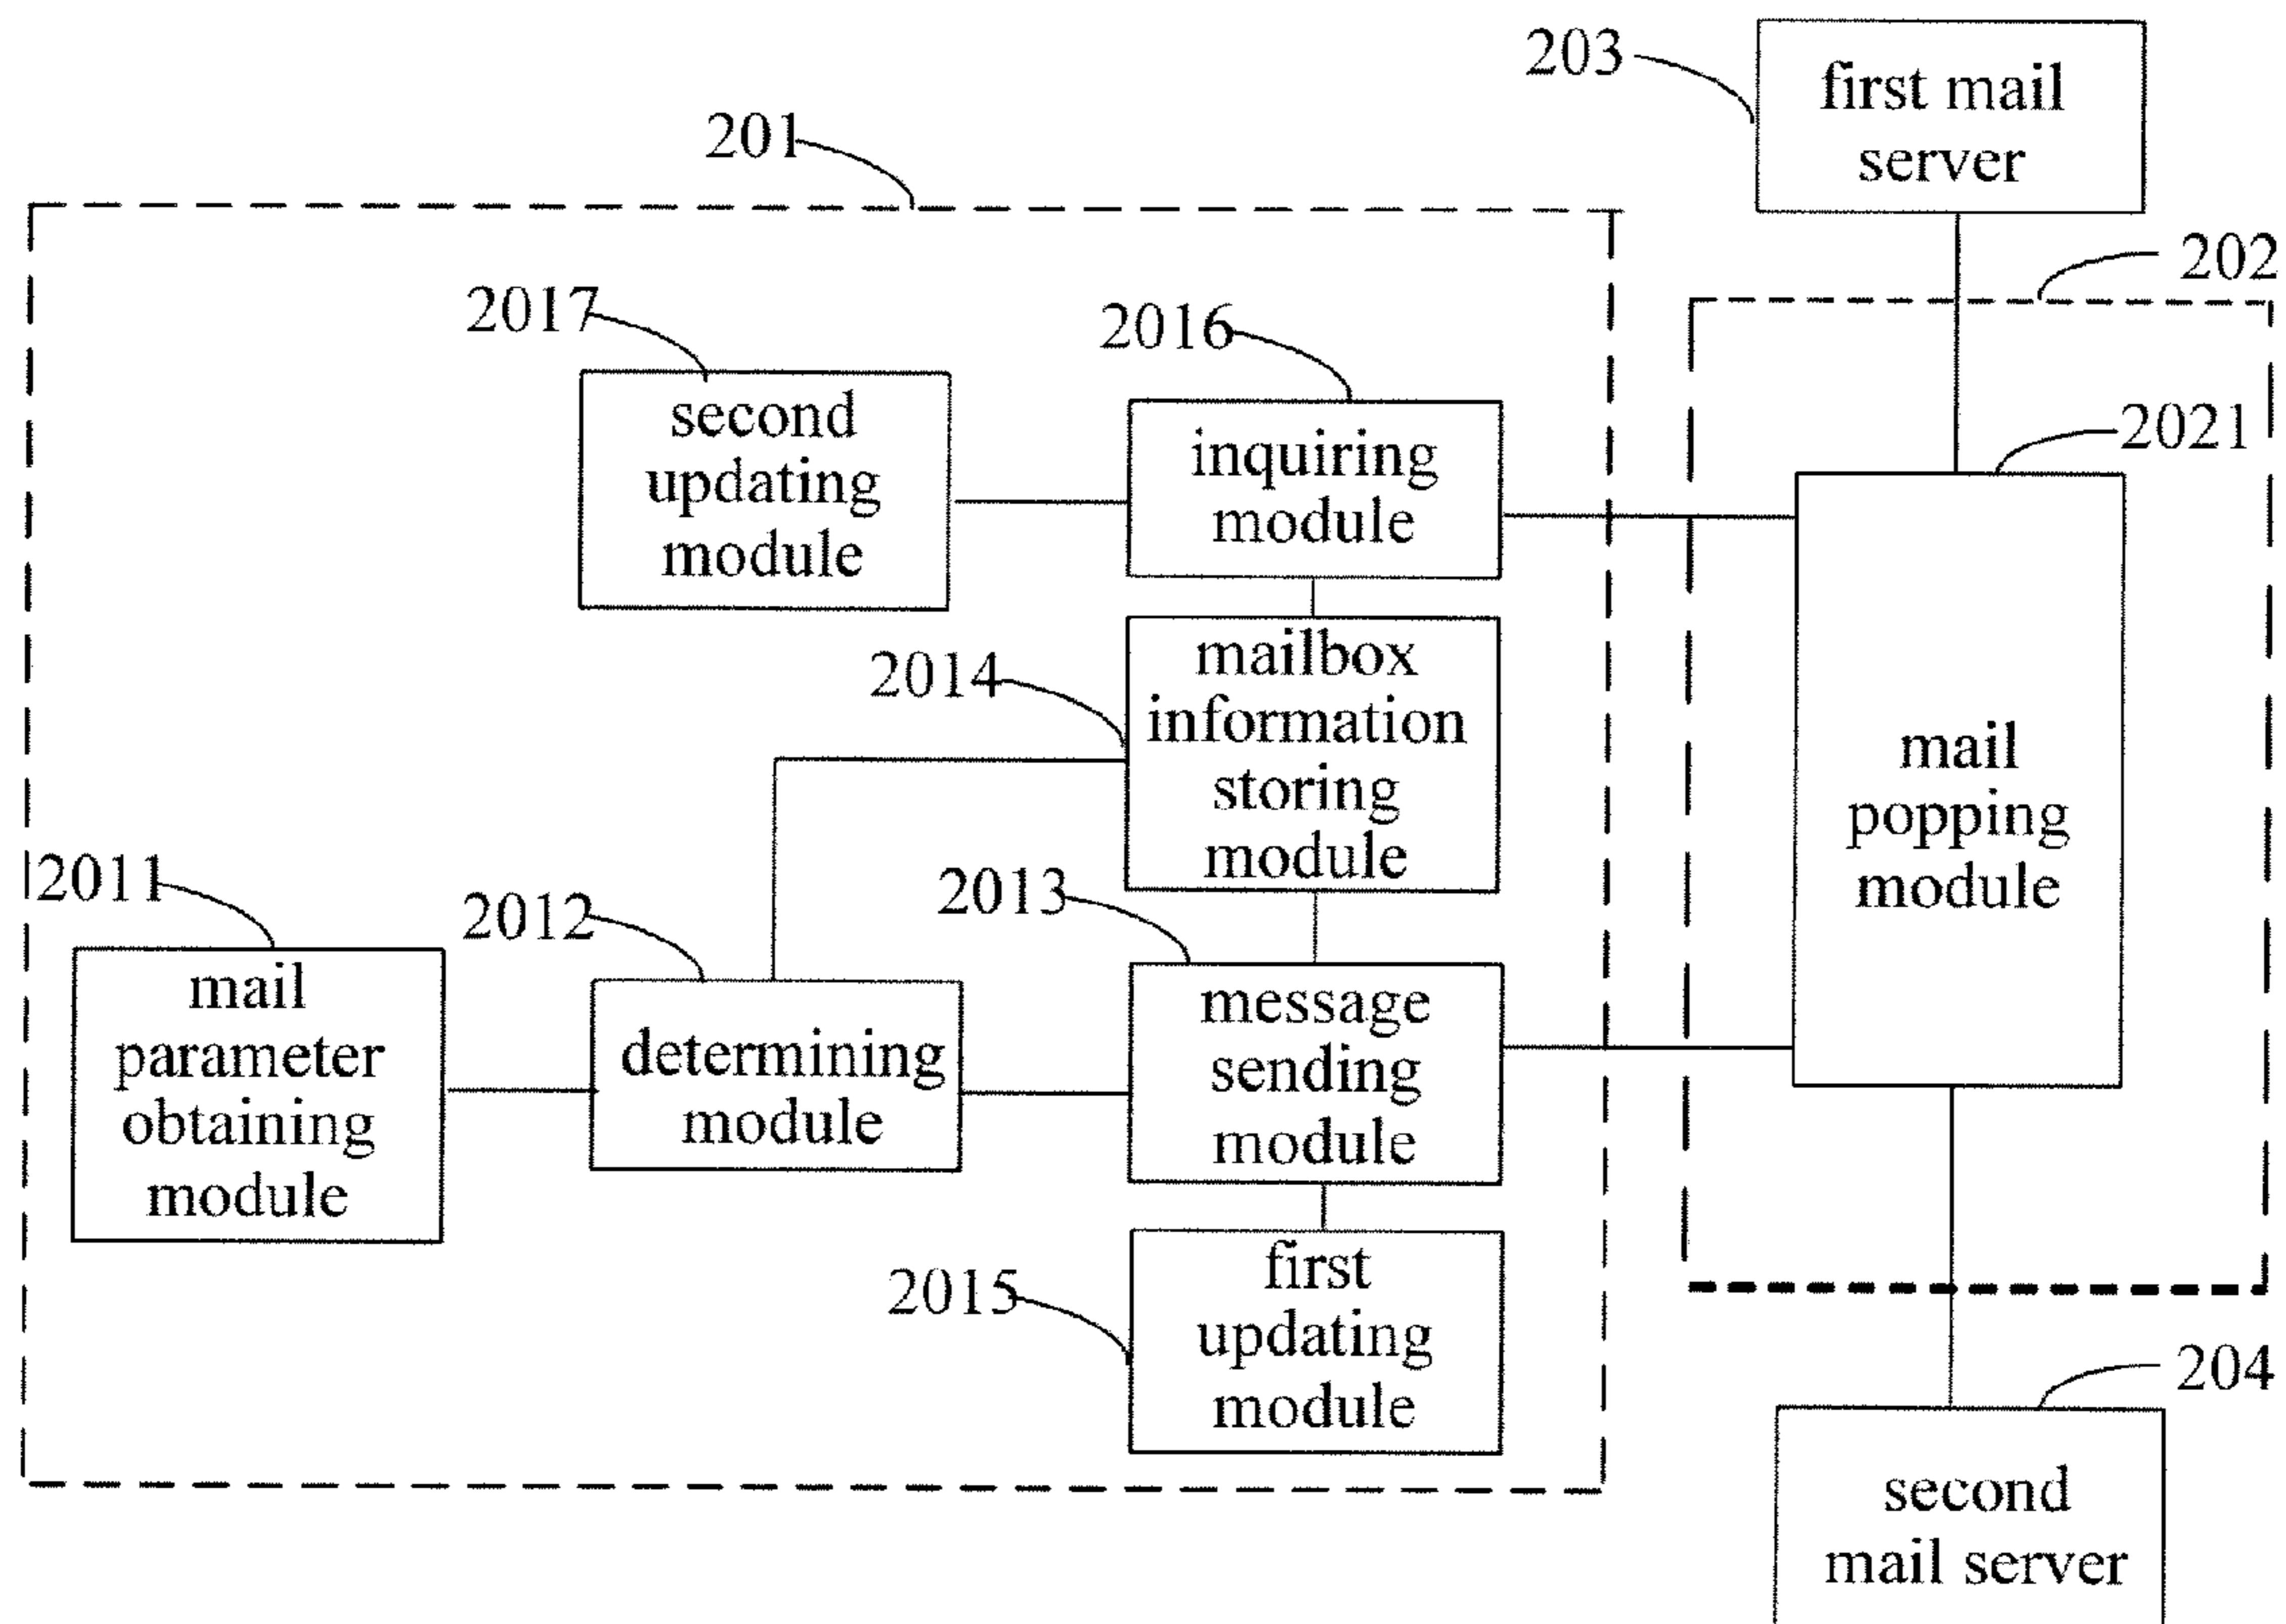 203
first mail
server
201
202
2017
second
updating
module
2016
inquiring
module
2021
mail
popping
module
2014
mailbox
information
storing
module
2011
mail
parameter
obtaining
module
2012
determining
module
2013
message
sending
module
2015
first
updating
module
204
second
mail server